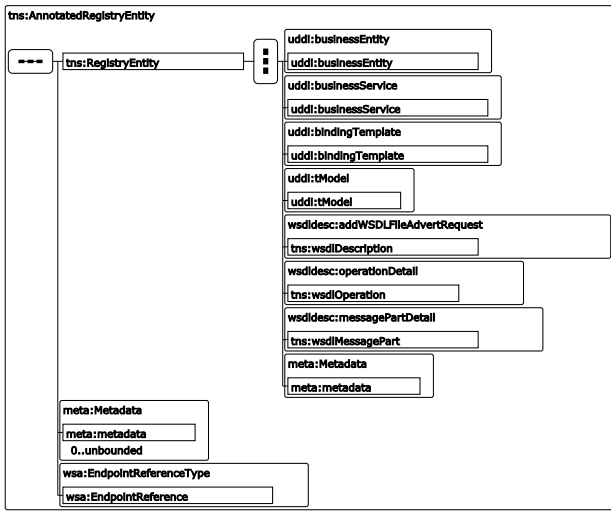 tns:AnnotatedRegistryEntity
tns:RegistryEntity
uddi:businessEntity
uddi:businessEntity
uddi:businessService
uddi:businessService
uddi:bindingTemplate
uddi:bindingTemplate
uddi:tModel
uddi:tModel
wsdldesc:addWSDLFileAdvertRequest
tns:wsdlDescription
wsdldesc:operationDetail
tns:wsdlOperation
wsdldesc:messagePartDetail
tns:wsdlMessagePart
meta:Metadata
meta:metadata
meta:Metadata
meta:metadata
0..unbounded
wsa:EndpointReferenceType
wsa:EndpointReference